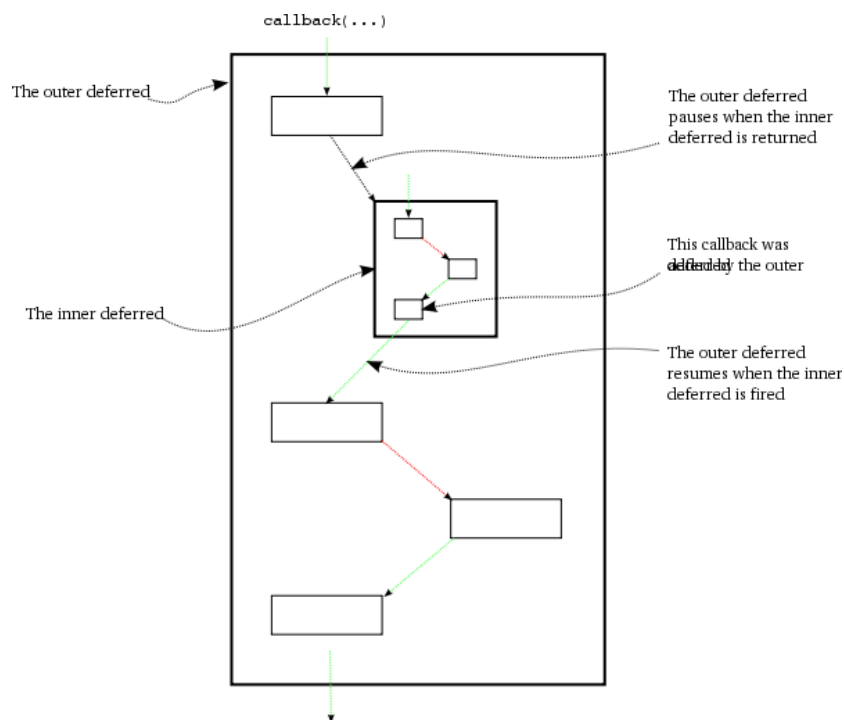 callback(...)
The outer deferred
The outer deferred
pauses when the inner
deferred is returned
This callback was
by the outer
The inner deferred
The outer deferred
resumes when the inner
deferred is fired